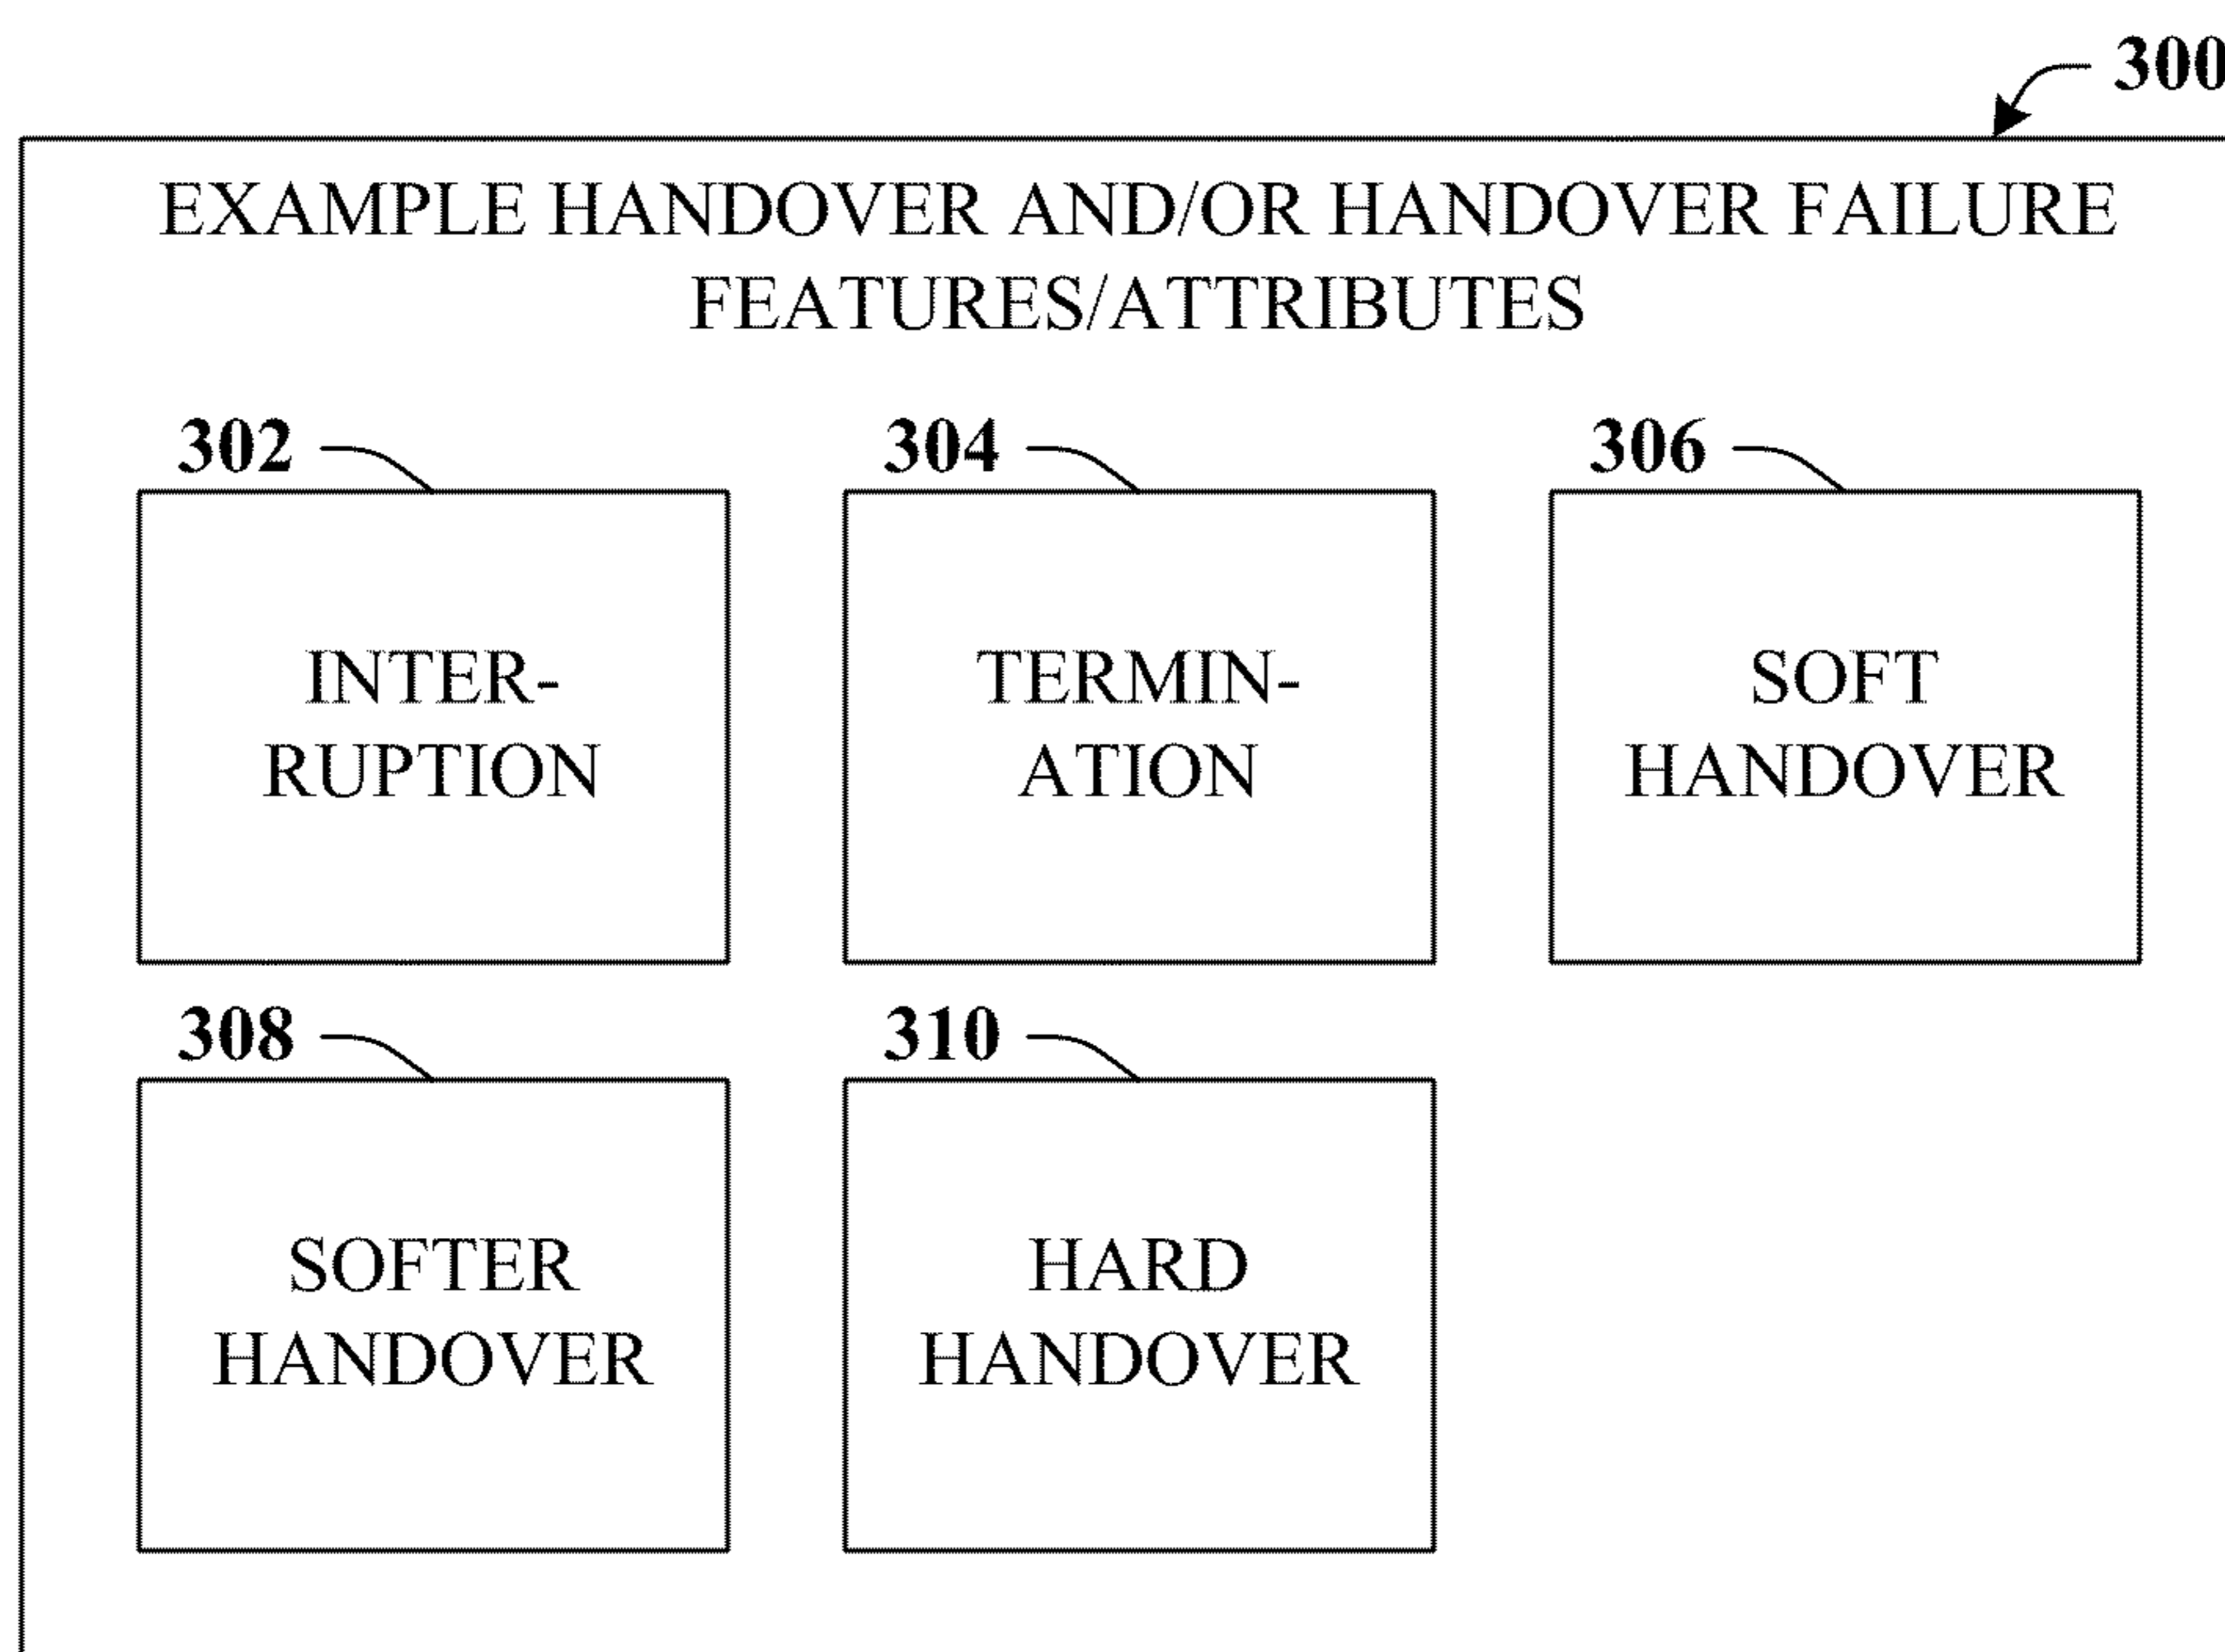 300
EXAMPLE HANDOVER AND/OR HANDOVER FAILURE
FEATURES/ATTRIBUTES
302
304
306
INTER-
RUPTION
TERMIN-
ATION
SOFT
HANDOVER
308
310
SOFTER
HANDOVER
HARD
HANDOVER